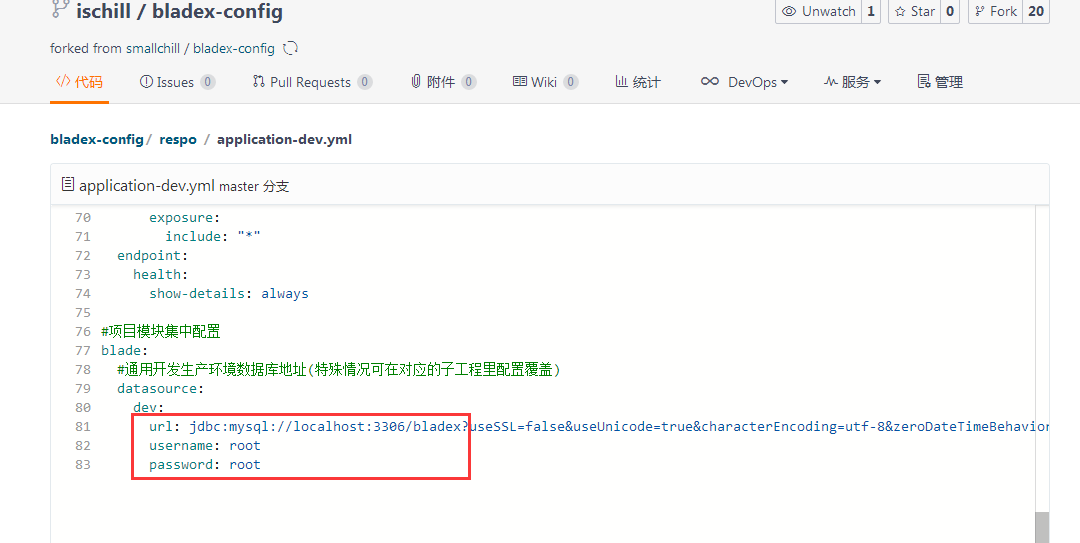 ischill / bladex-config
Unwatch 1 Star 0 Fork 20
forked from smallchill / bladex-config
代码 Issues 0 Pull Requests 0 附件 0 Wiki 0 统计 DevOps 服务 管理
bladex-config / respo / application-dev.yml
application-dev.yml master 分支
70 exposure:
71 include: "*"
72 endpoint:
73 health:
74 show-details: always
75
76 #项目模块集中配置
77 blade:
78 #通用开发生产环境数据库地址(特殊情况可在对应的子工程里配置覆盖)
79 datasource:
80 dev:
81 url: jdbc:mysql://localhost:3306/bladex?useSSL=false&useUnicode=true&characterEncoding=utf-8&zeroDateTimeBehavior
82 username: root
83 password: root